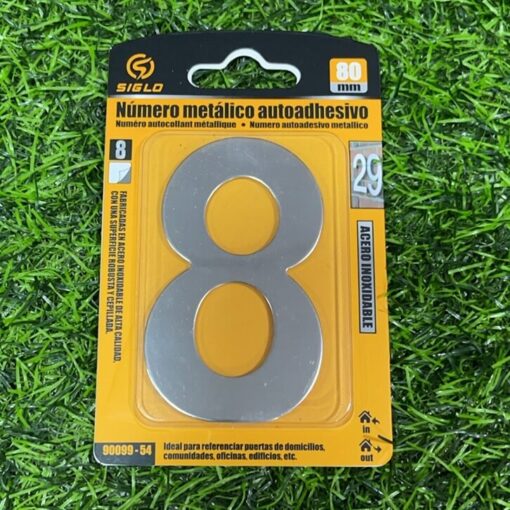 SIGLO
80
mm
Número metálico autoadhesivo
Numéro autocollant métallique • Numero autoadesivo metallico
8
FABRICADAS EN ACERO INOXIDABLE DE ALTA CALIDAD,
CON UNA SUPERFICIE ROBUSTA Y CEPILLADA.
8
29
ACERO INOXIDABLE
90099 - 54
Ideal para referenciar puertas de domicilios,
comunidades, oficinas, edificios, etc.
in
out